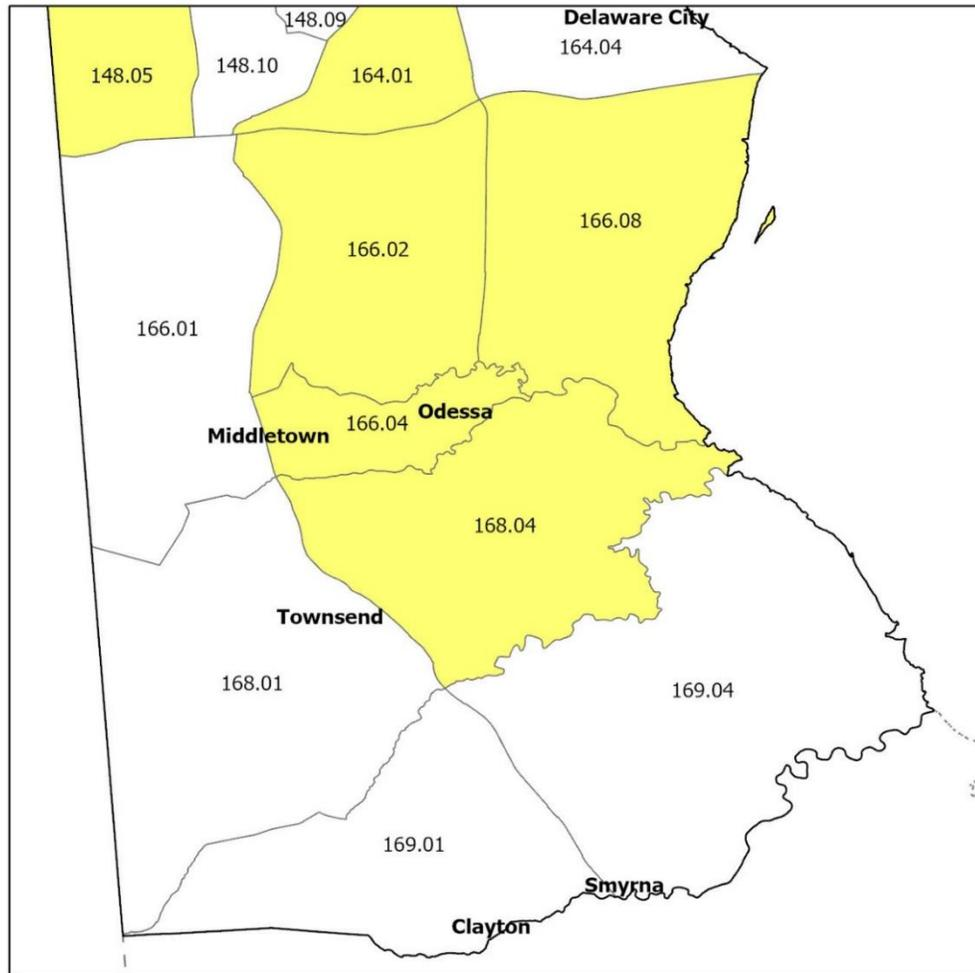 148.09
Delaware City
164.04
148.10
148.05
164.01
166.08
166.02
166.01
Odessa
166.04
Middletown
168.04
Townsend
168.01
169.04
169.01
Smyrna
Clayton